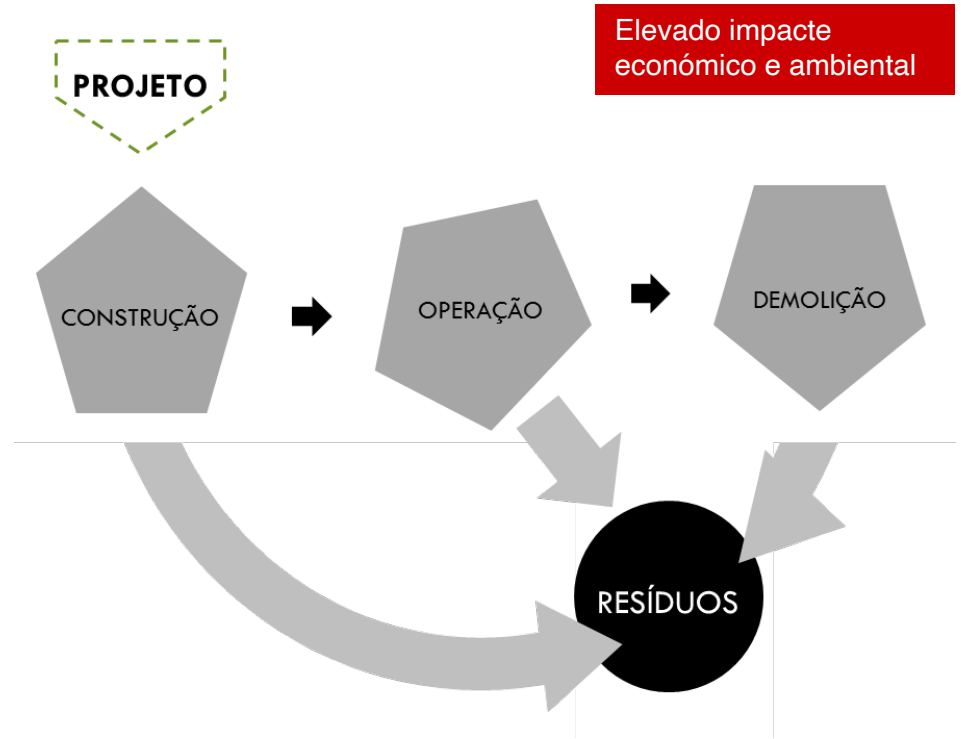 Elevado impacte
económico e ambiental
PROJETO
CONSTRUÇÃO
OPERAÇÃO
DEMOLIÇÃO
RESÍDUOS